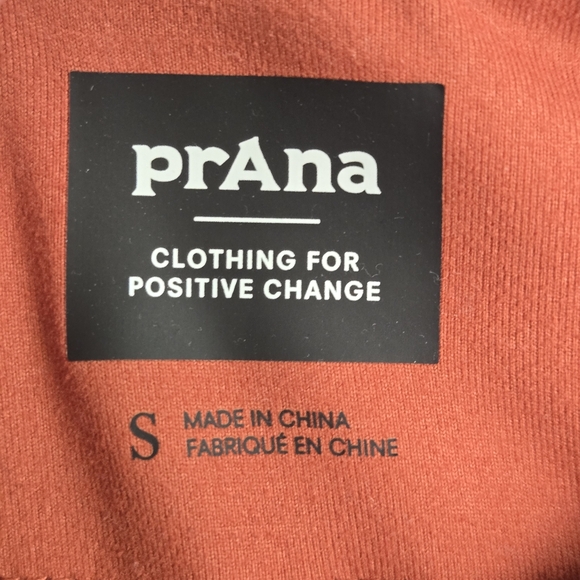 prAna
CLOTHING FOR
POSITIVE CHANGE
S
MADE IN CHINA
FABRIQUÉ EN CHINE